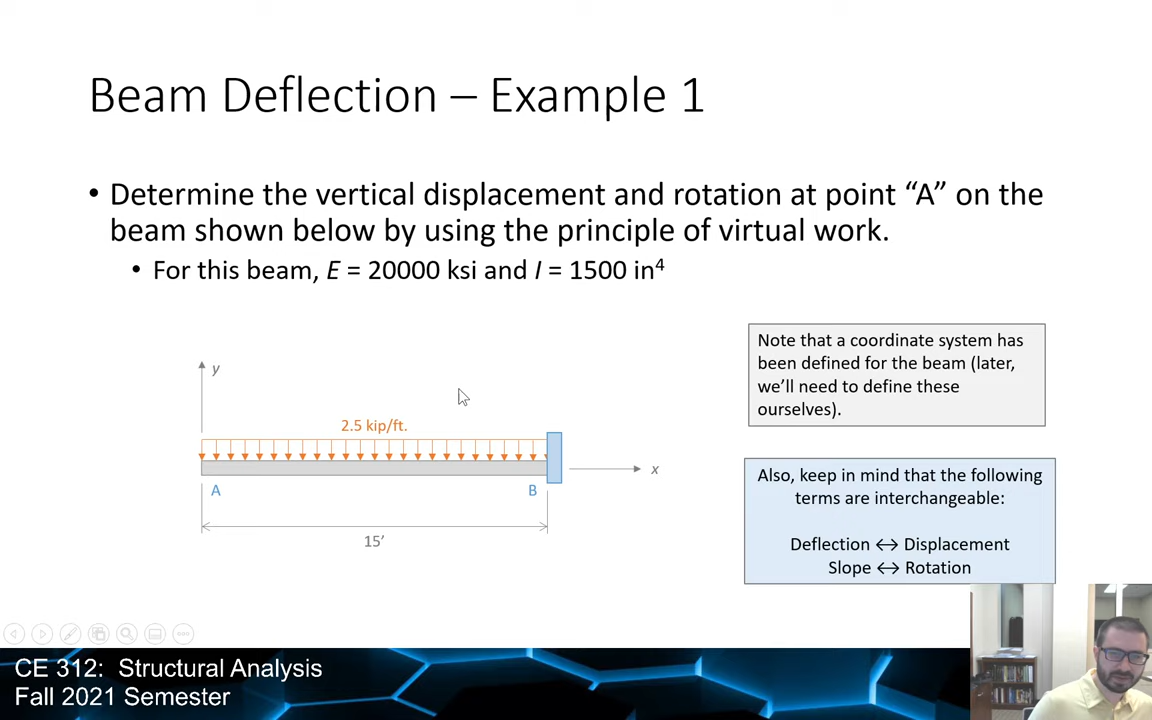 Beam Deflection – Example 1
• Determine the vertical displacement and rotation at point “A” on the
beam shown below by using the principle of virtual work.
• For this beam, E = 20000 ksi and I = 1500 in⁴
Note that a coordinate system has
been defined for the beam (later,
we’ll need to define these
ourselves).
y
2.5 kip/ft.
x
A
B
15’
Also, keep in mind that the following
terms are interchangeable:
Deflection ↔ Displacement
Slope ↔ Rotation
CE 312: Structural Analysis
Fall 2021 Semester